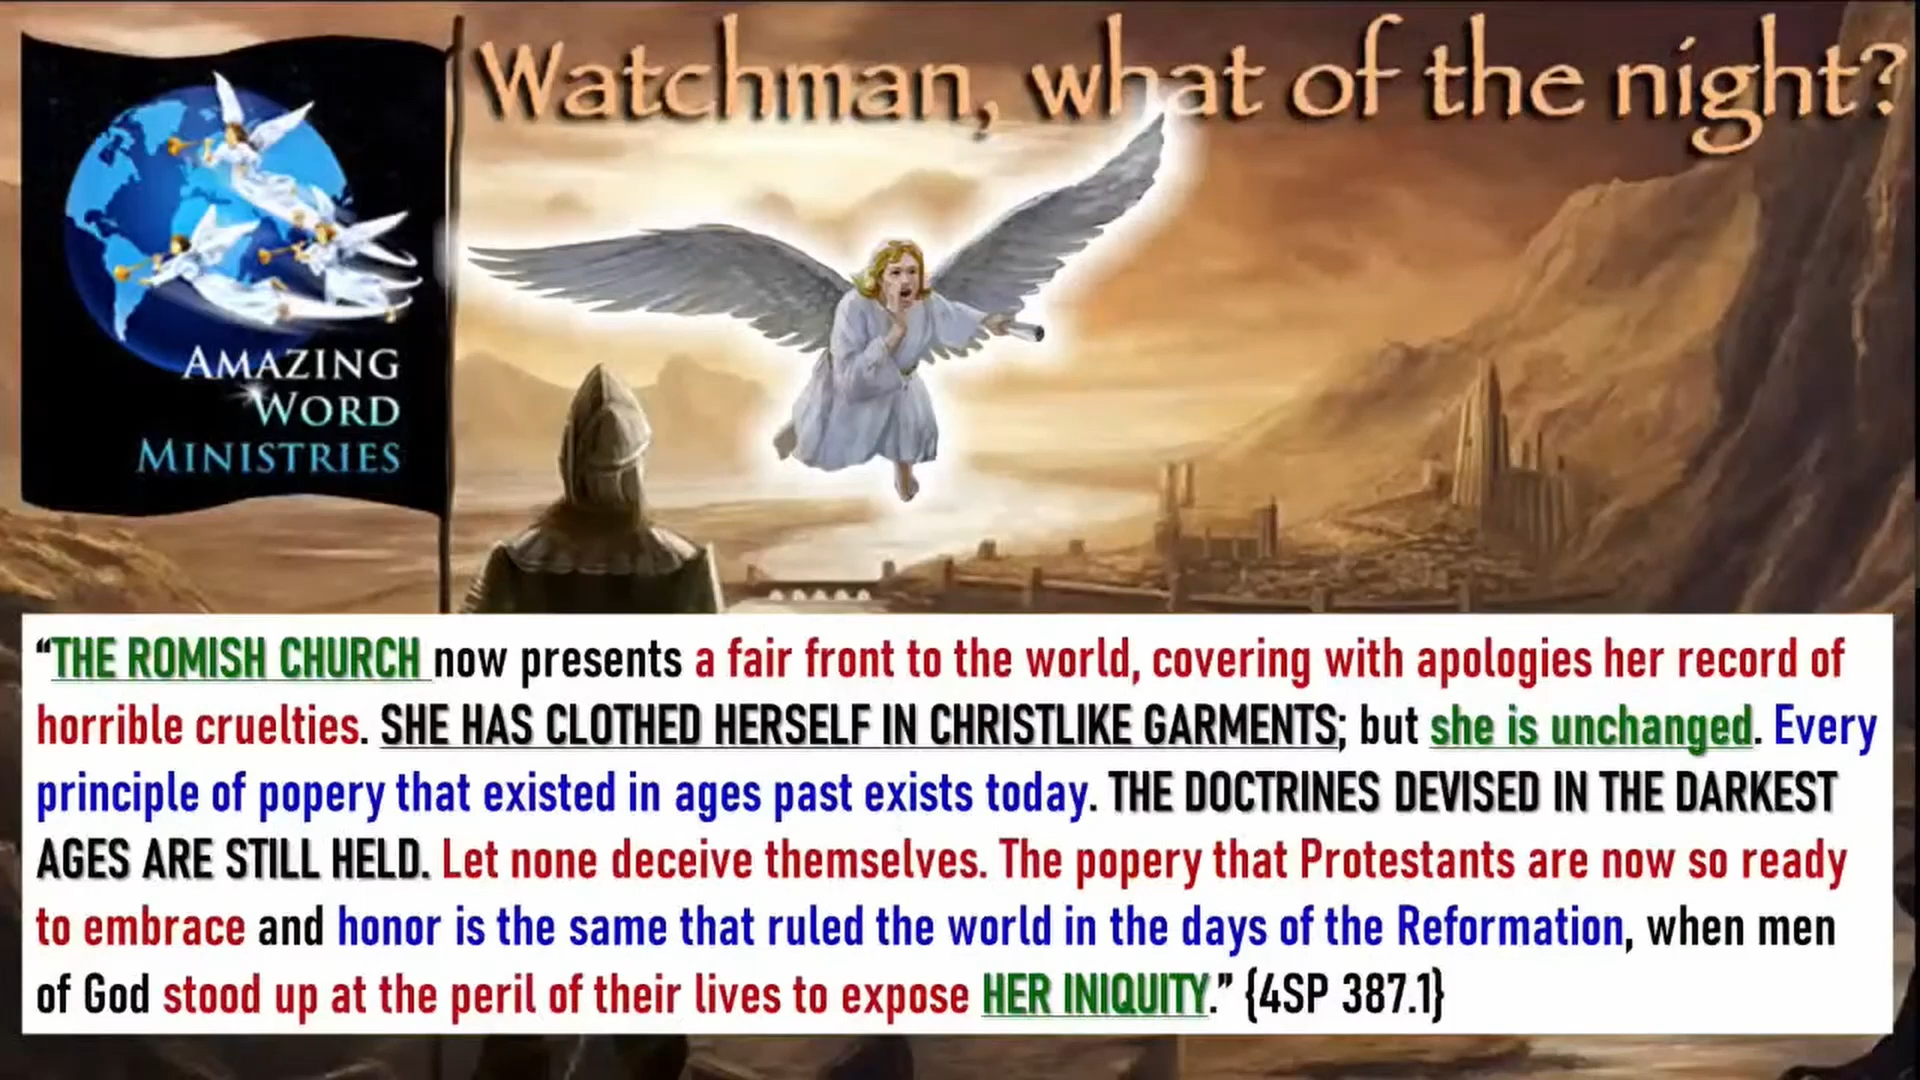 Watchman, what of the night?
AMAZING
WORD
MINISTRIES
“THE ROMISH CHURCH now presents a fair front to the world, covering with apologies her record of
horrible cruelties. SHE HAS CLOTHED HERSELF IN CHRISTLIKE GARMENTS; but she is unchanged. Every
principle of popery that existed in ages past exists today. THE DOCTRINES DEVISED IN THE DARKEST
AGES ARE STILL HELD. Let none deceive themselves. The popery that Protestants are now so ready
to embrace and honor is the same that ruled the world in the days of the Reformation, when men
of God stood up at the peril of their lives to expose HER INIQUITY.” {4SP 387.1}